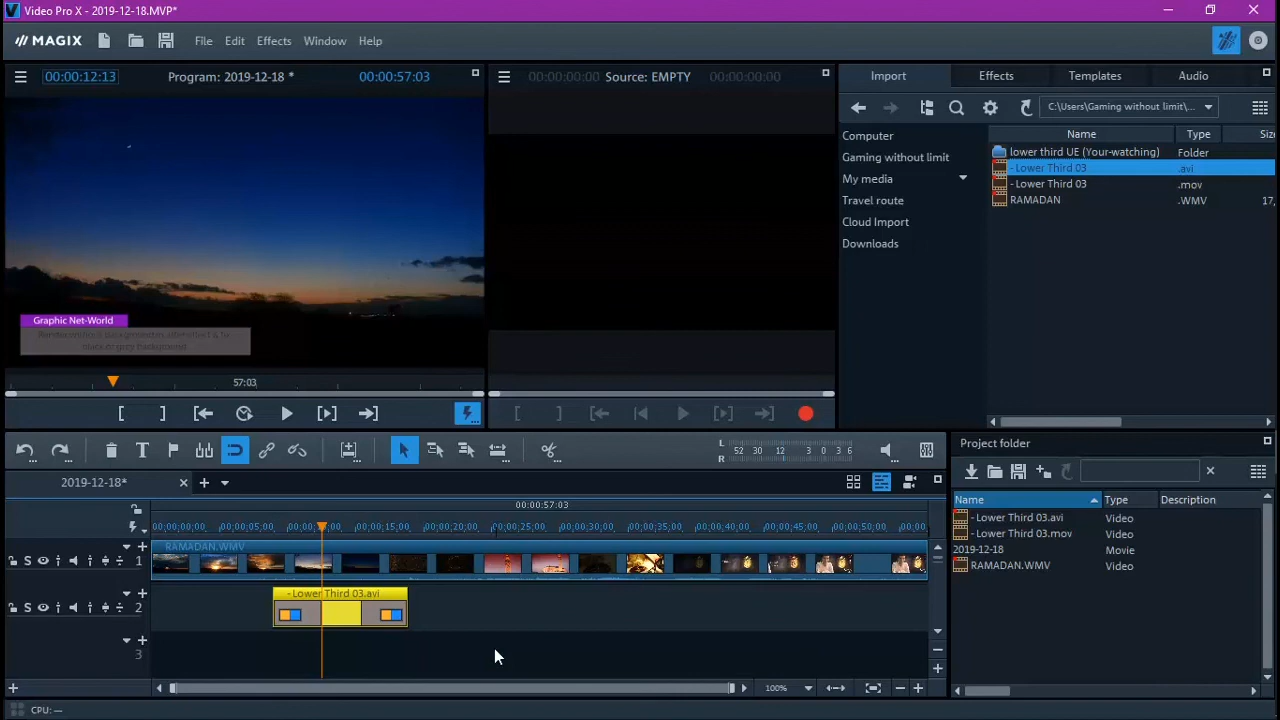 Video Pro X - 2019-12-18.MVP*
MAGIX File Edit Effects Window Help
00:00:12:13 Program: 2019-12-18 * 00:00:57:03
00:00:00:00 Source: EMPTY 00:00:00:00
Import Effects Templates Audio
C:\Users\Gaming without limit\...
Computer
Gaming without limit
My media
Travel route
Cloud Import
Downloads
Name Type Size
lower third UE (Your-watching) Folder
- Lower Third 03 .avi
- Lower Third 03 .mov
RAMADAN .WMV 17,
Graphic Net-World
black or grey background
57:03
L 52 30 12 3 0 3 6
R
Project folder
2019-12-18*
Name Type Description
- Lower Third 03.avi Video
- Lower Third 03.mov Video
2019-12-18 Movie
RAMADAN.WMV Video
00:00:57:03
00:00:00;00 00:00:05;00 00:00:15;00 00:00:20;00 00:00:25;00 00:00:30;00 00:00:35;00 00:00:40;00 00:00:45;00 00:00:50;00
RAMADAN.WMV
S 1
- Lower Third 03.avi
S 2
3
100%
CPU: —